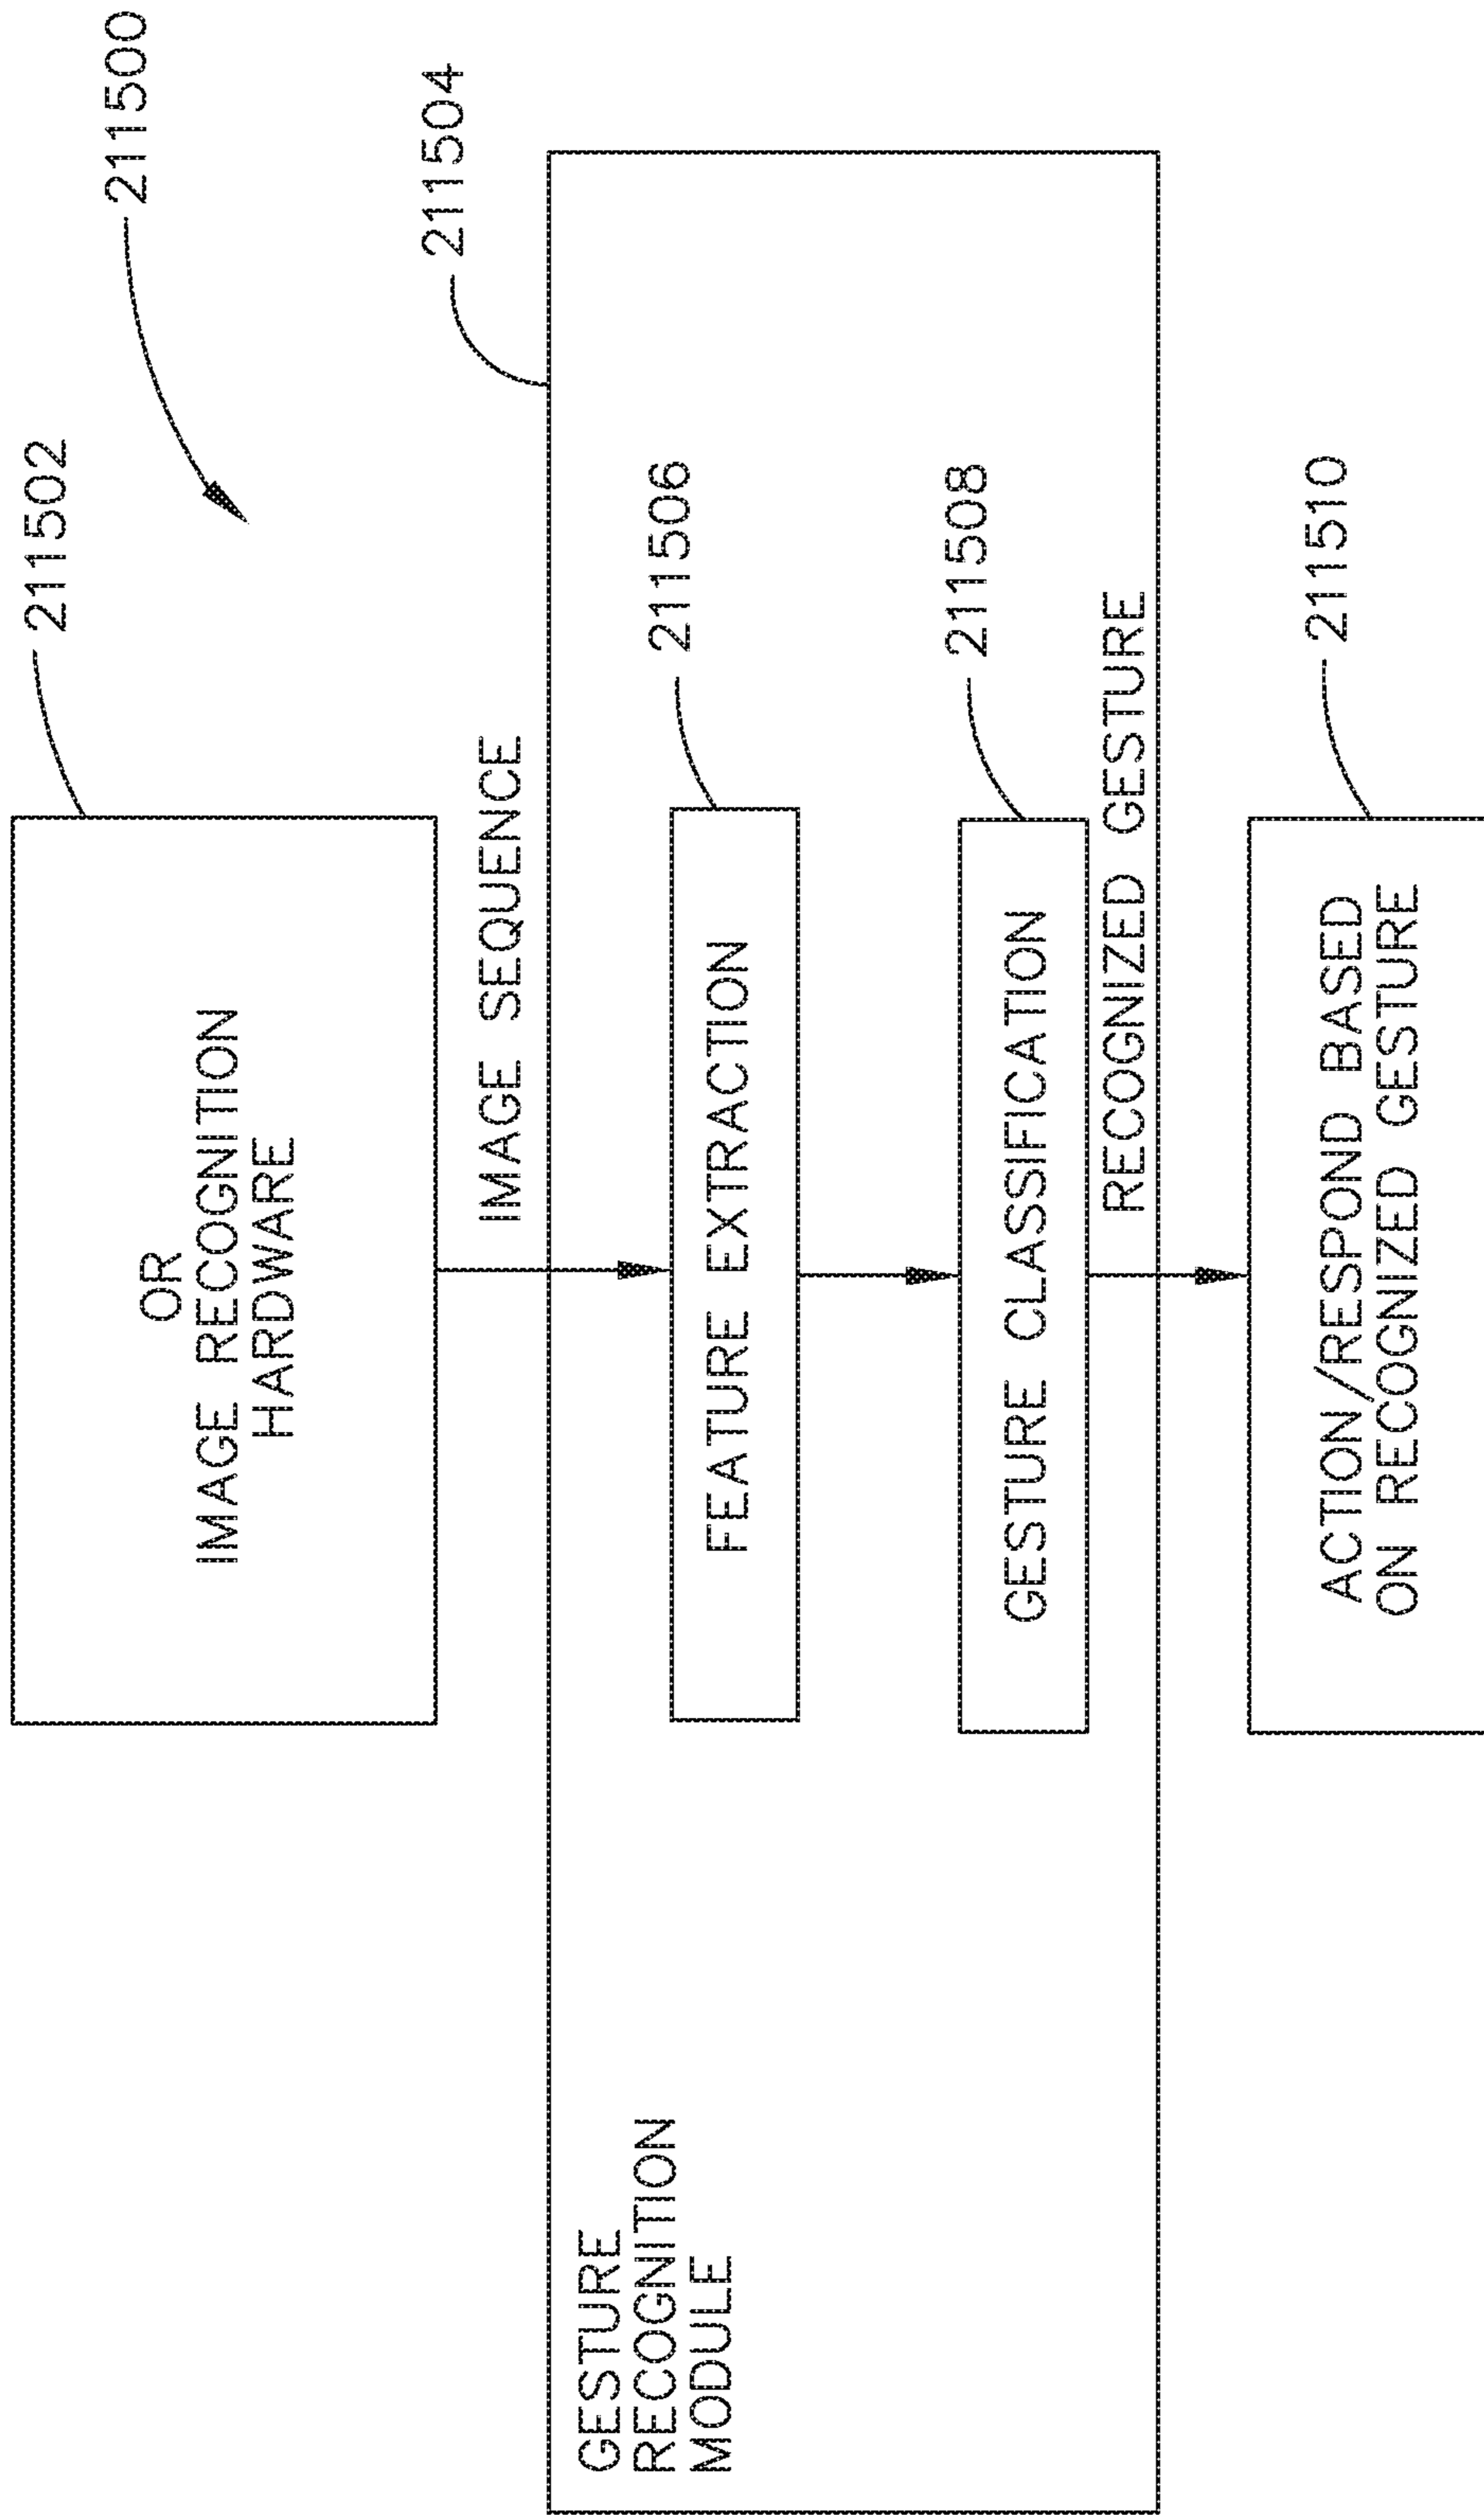 211500
211502
OR
IMAGE RECOGNITION
HARDWARE
IMAGE SEQUENCE
211504
GESTURE
RECOGNITION
MODULE
211506
FEATURE EXTRACTION
211508
GESTURE CLASSIFICATION
RECOGNIZED GESTURE
211510
ACTION/RESPOND BASED
ON RECOGNIZED GESTURE